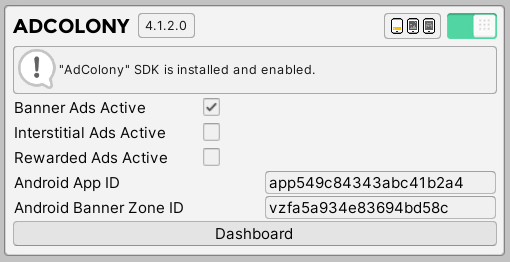 ADCOLONY 4.1.2.0
"AdColony" SDK is installed and enabled.
Banner Ads Active
Interstitial Ads Active
Rewarded Ads Active
Android App ID app549c84343abc41b2a4
Android Banner Zone ID vzfa5a934e83694bd58c
Dashboard